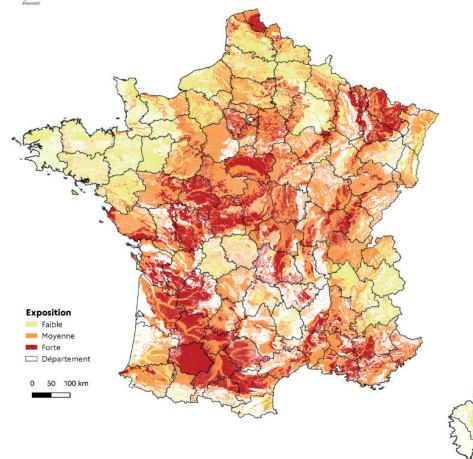 Exposition
Faible
Moyenne
Forte
Département
0 50 100 km